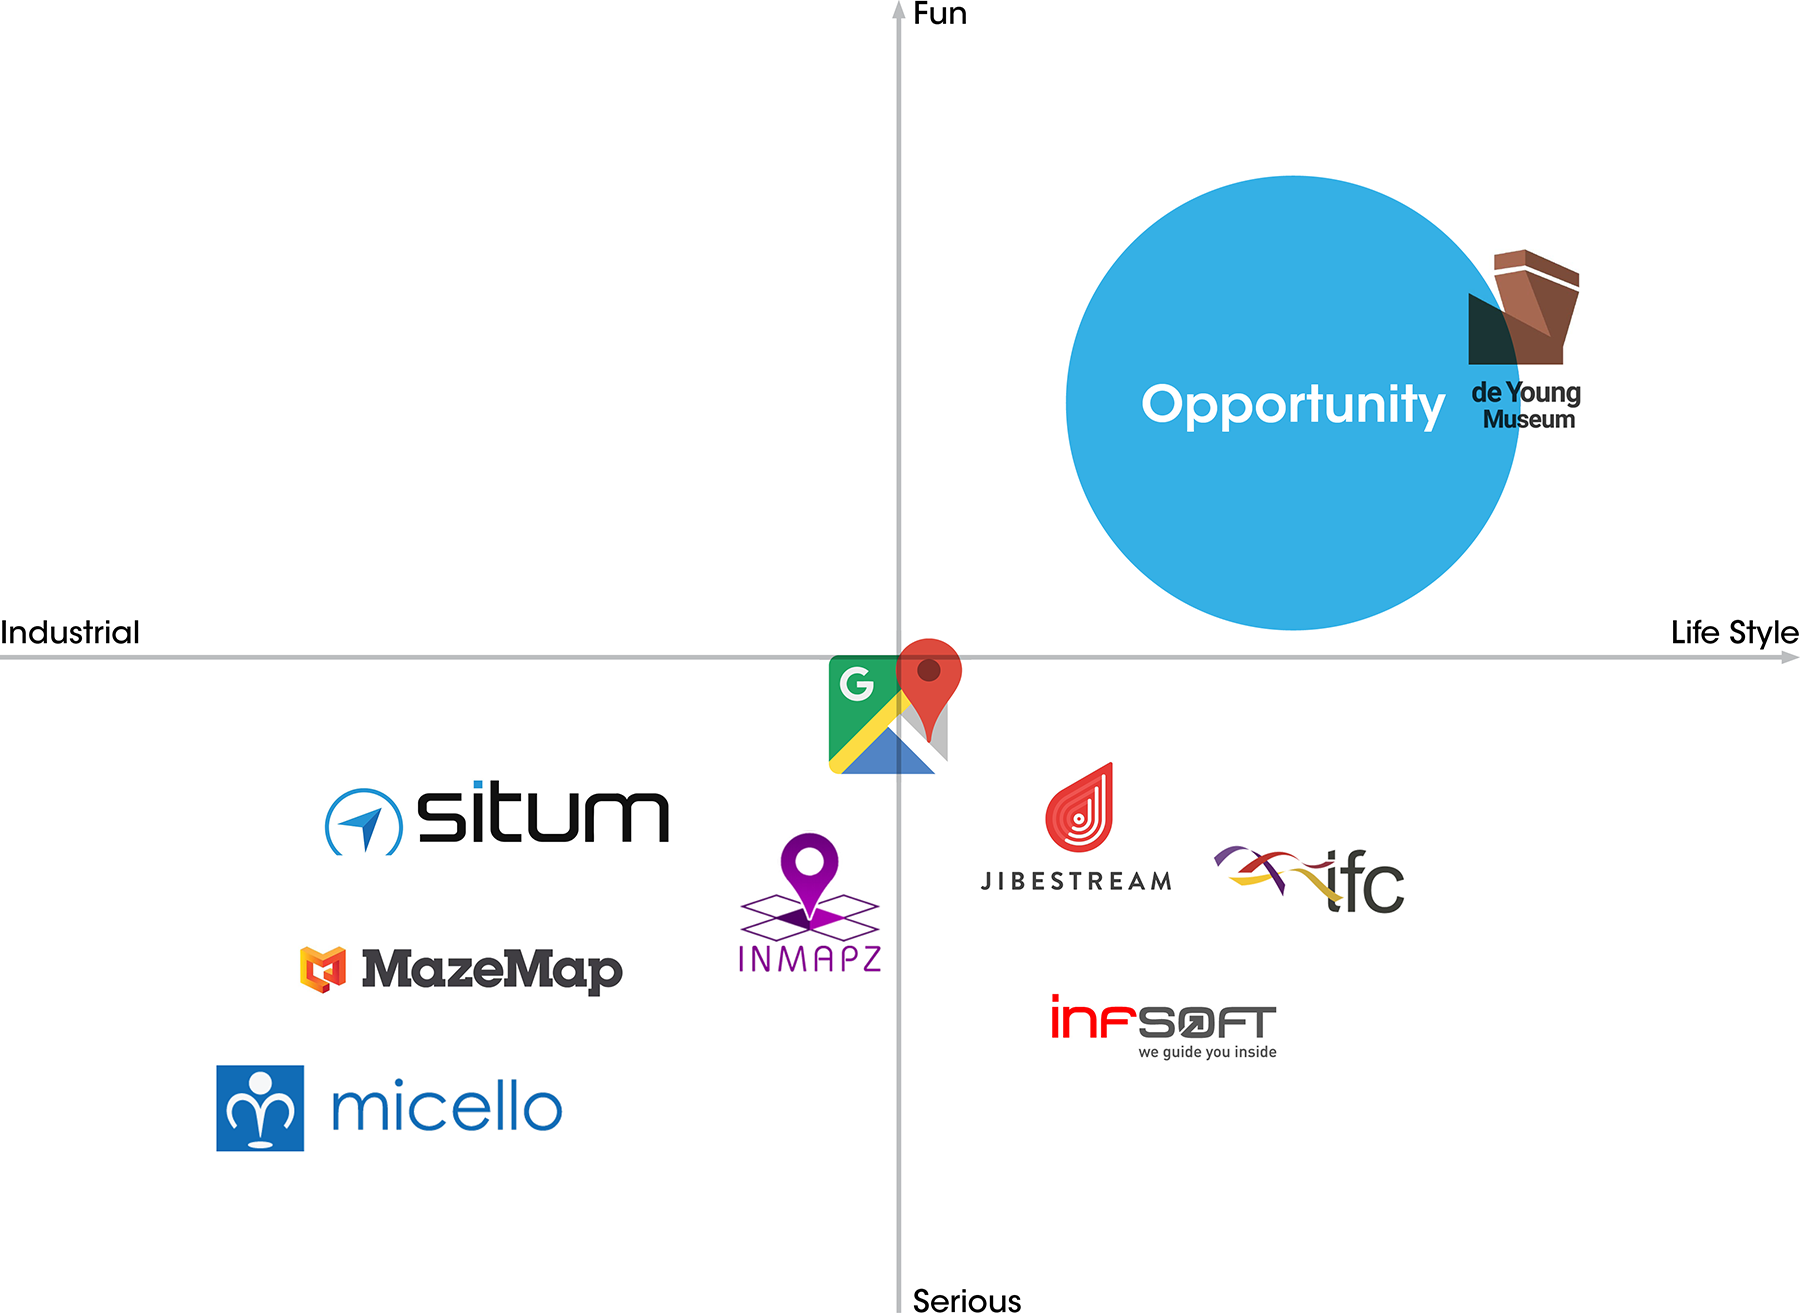 Fun
Opportunity
de Young
Museum
Industrial
Life Style
G
situm
JIBESTREAM
ifc
INMAPZ
MazeMap
infsoft
we guide you inside
micello
Serious